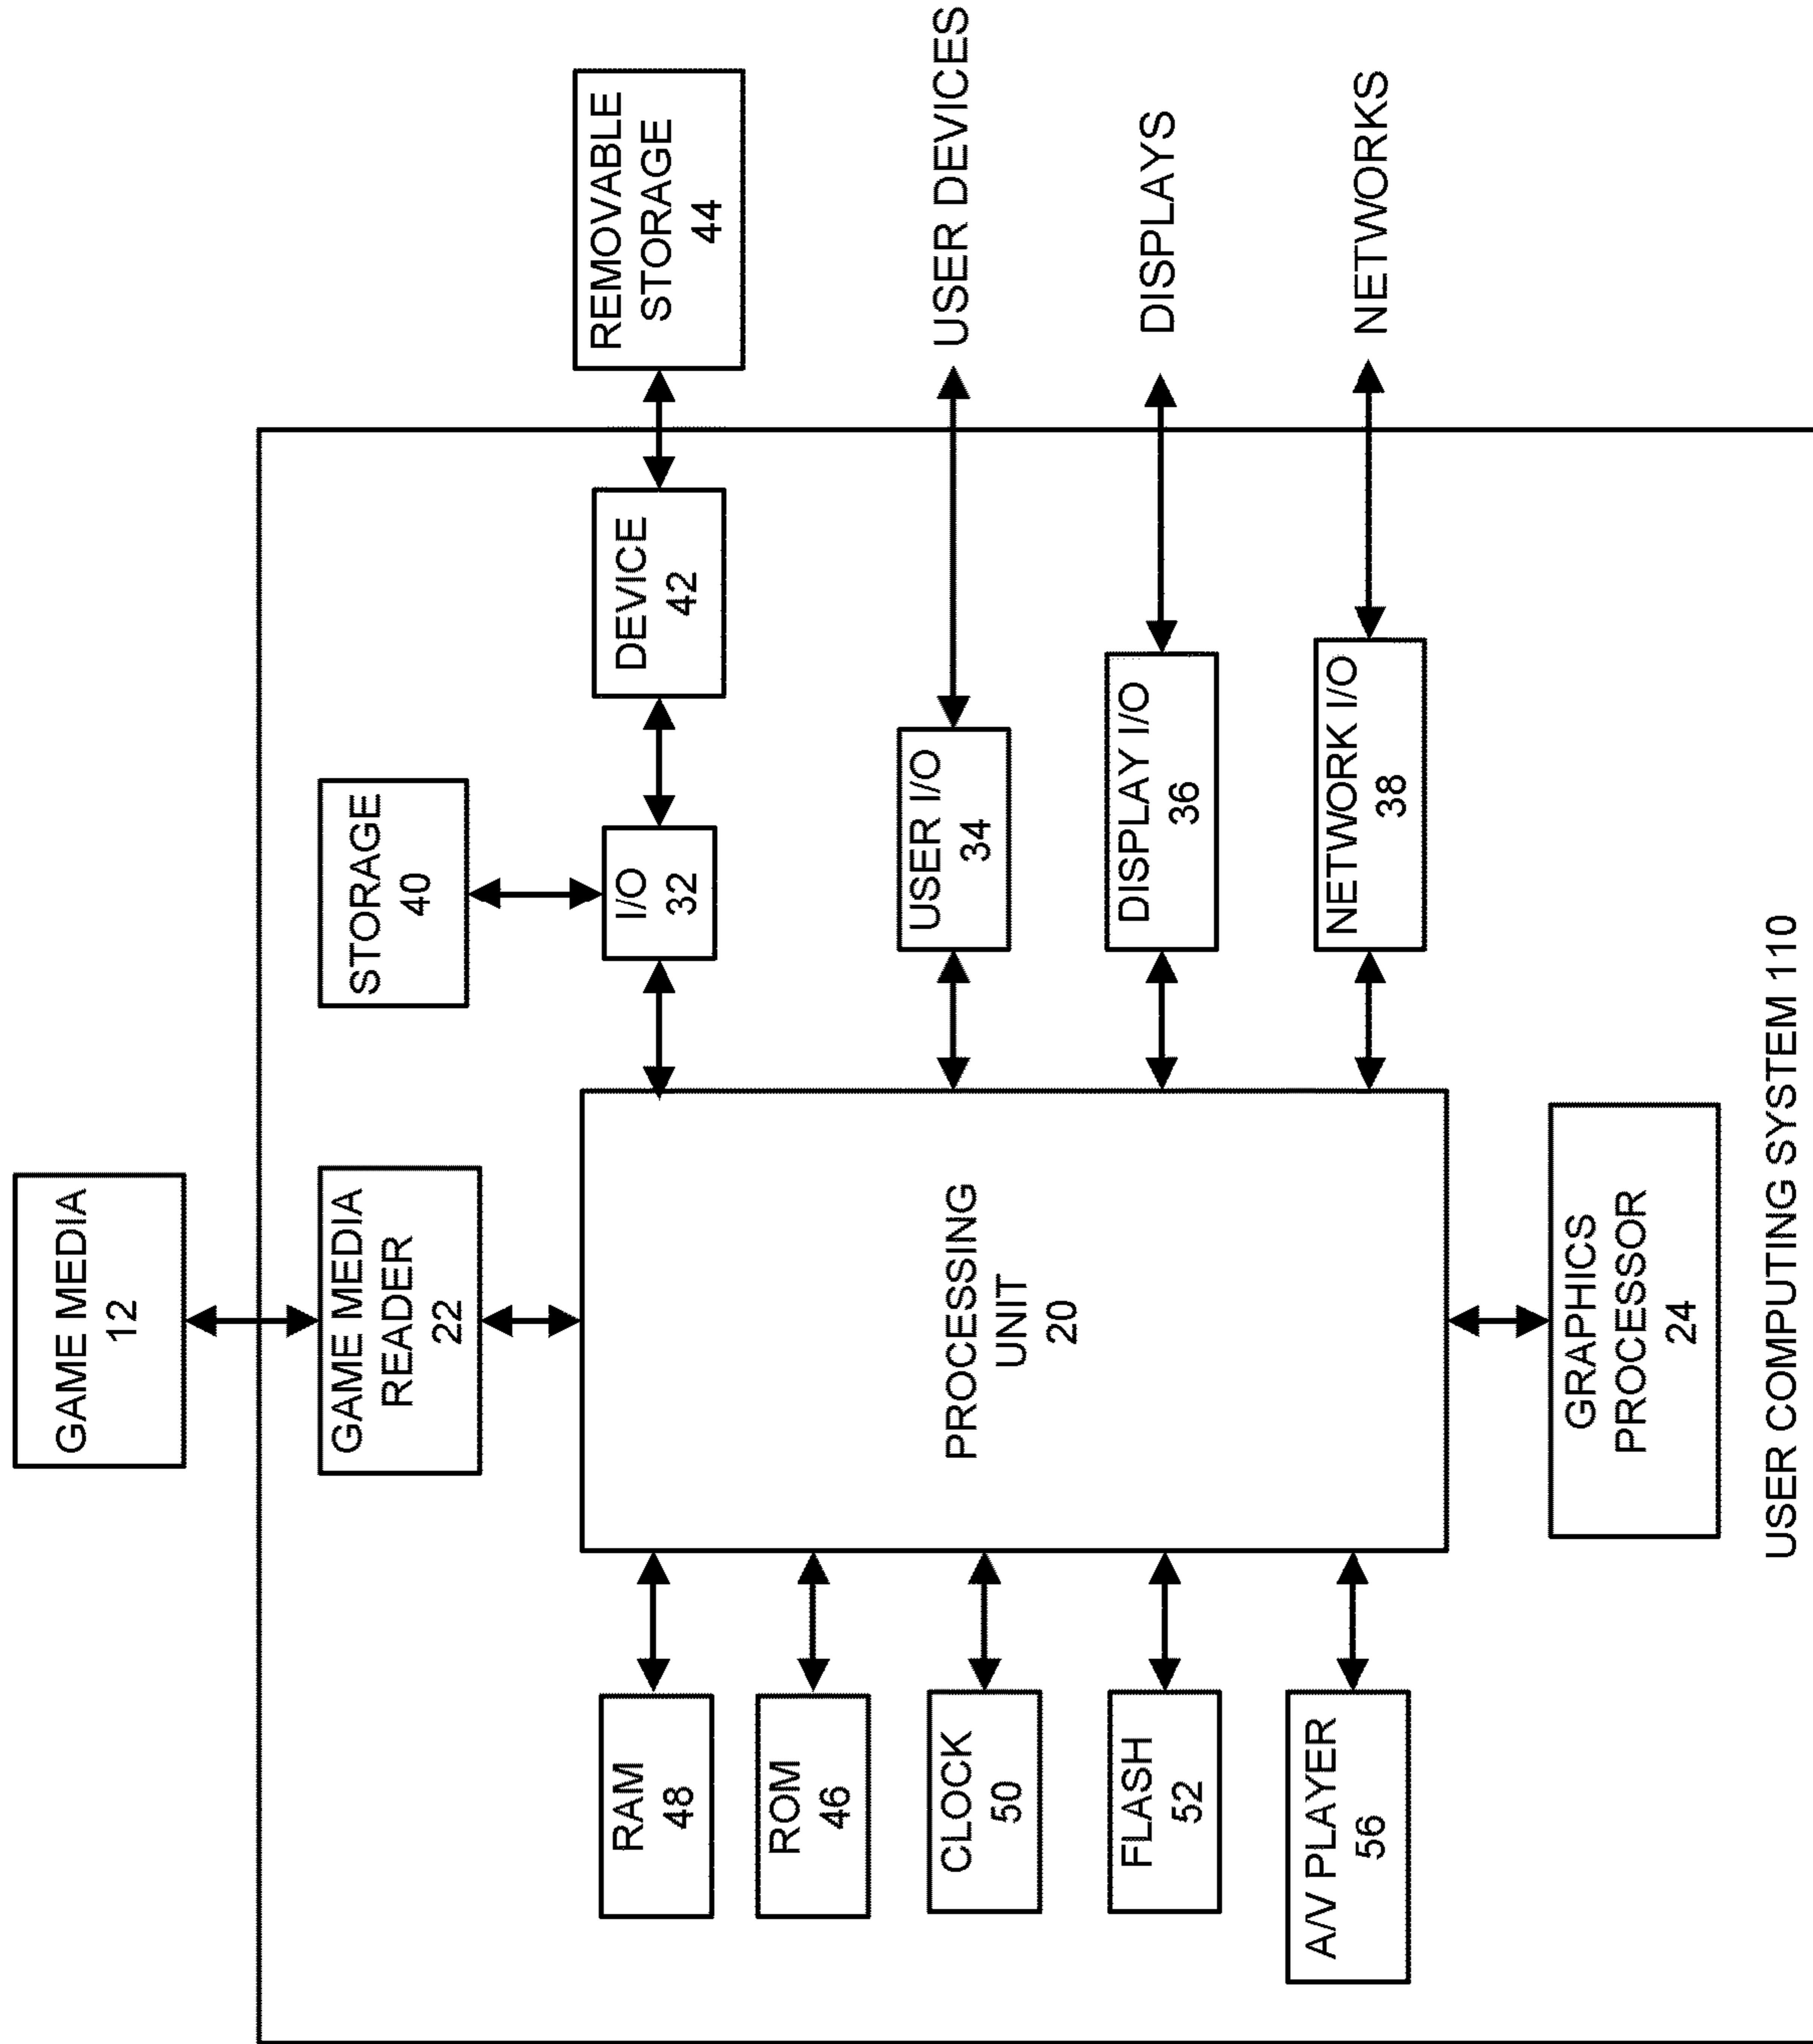 GAME MEDIA
12
GAME MEDIA
READER
22
STORAGE
40
REMOVABLE
STORAGE
44
DEVICE
42
I/O
32
RAM
48
ROM
46
CLOCK
50
FLASH
52
A/V PLAYER
56
PROCESSING
UNIT
20
USER I/O
34
USER DEVICES
DISPLAY I/O
36
DISPLAYS
NETWORK I/O
38
NETWORKS
GRAPHICS
PROCESSOR
24
USER COMPUTING SYSTEM 110